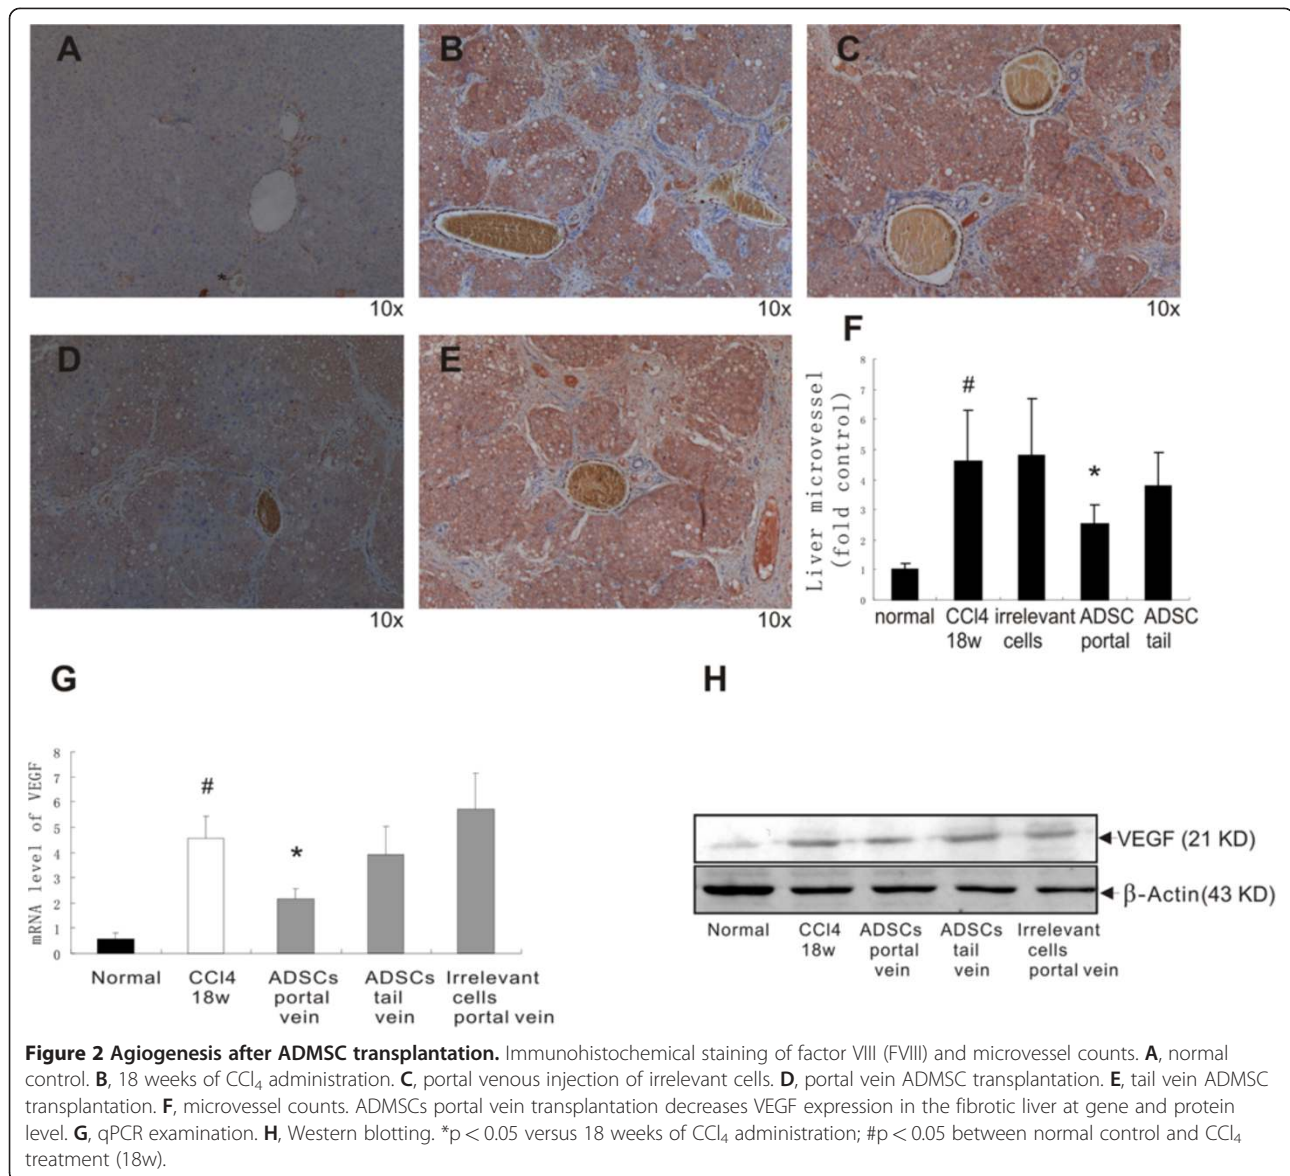 A
B
C
10x
10x
10x
D
E
10x
10x
F
Liver microvessel
(fold control)
8
7
6
5
4
3
2
1
0
#
*
normal CCl4 irrelevant ADSC ADSC
18w cells portal tail
G
mRNA level of VEGF
8
7
6
5
4
3
2
1
0
#
*
Normal CCl4 ADSCs ADSCs Irrelevant
18w portal tail cells
vein vein portal vein
H
VEGF (21 KD)
β-Actin(43 KD)
Normal CCl4 ADSCs ADSCs Irrelevant
18w portal tail cells
vein vein portal vein
Figure 2 Agiogenesis after ADMSC transplantation. Immunohistochemical staining of factor VIII (FVIII) and microvessel counts. A, normal
control. B, 18 weeks of CCl₄ administration. C, portal venous injection of irrelevant cells. D, portal vein ADMSC transplantation. E, tail vein ADMSC
transplantation. F, microvessel counts. ADMSCs portal vein transplantation decreases VEGF expression in the fibrotic liver at gene and protein
level. G, qPCR examination. H, Western blotting. *p < 0.05 versus 18 weeks of CCl₄ administration; #p < 0.05 between normal control and CCl₄
treatment (18w).